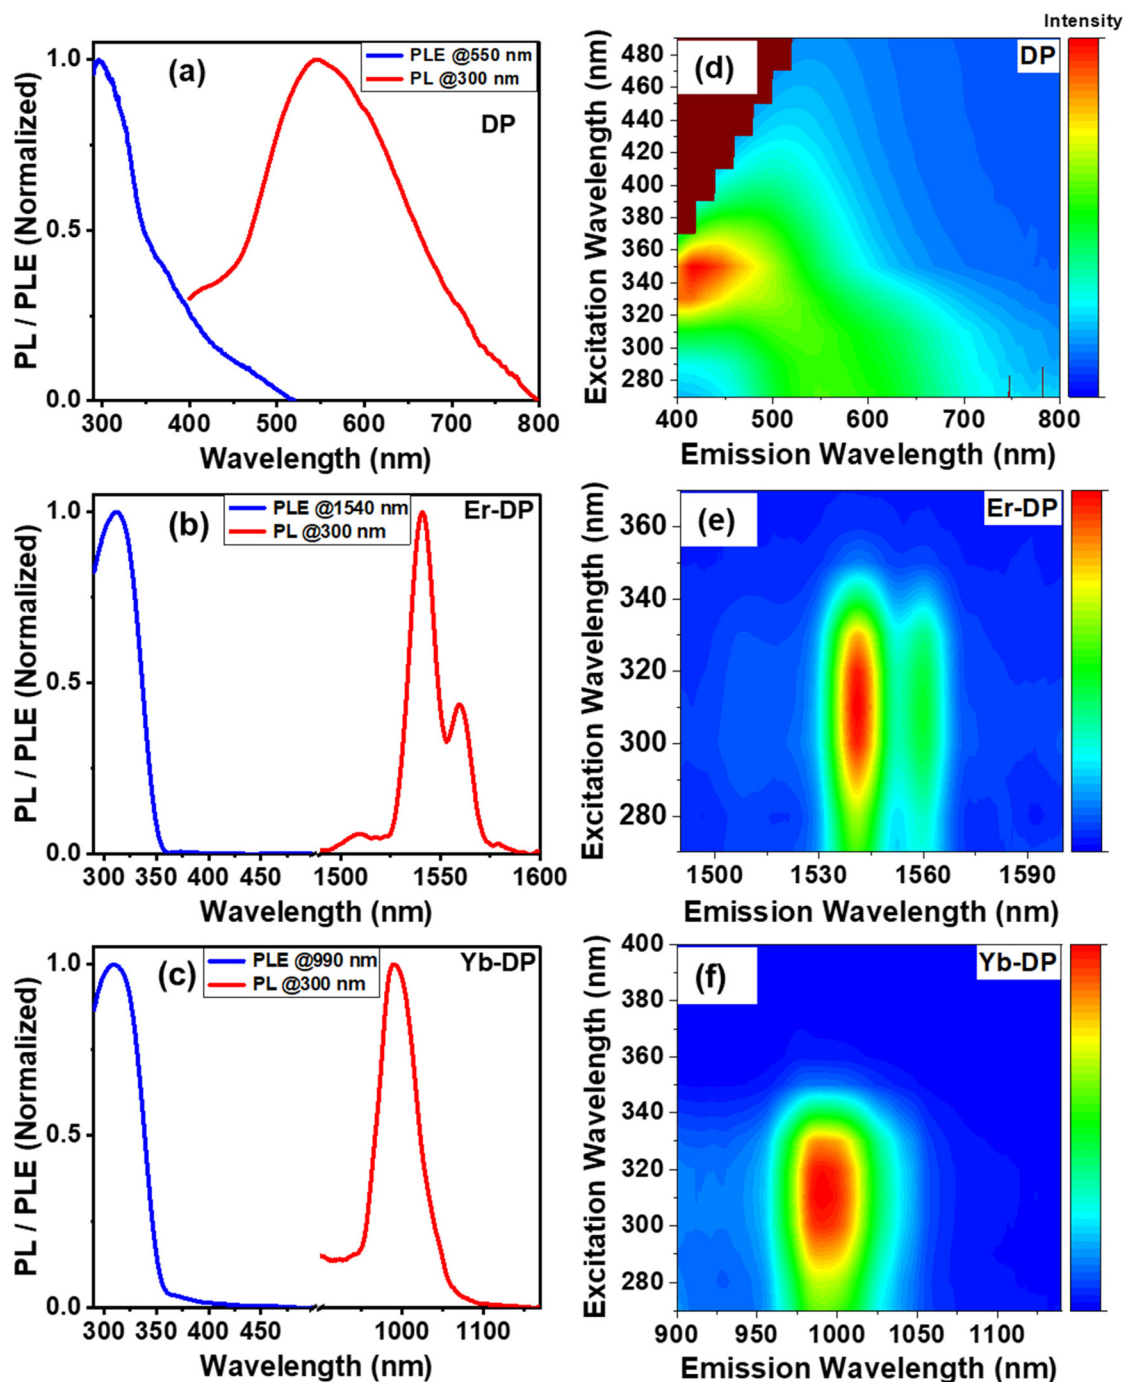 Intensity
(a)
PLE @550 nm
PL @300 nm
DP
PL / PLE (Normalized)
1.0
0.5
0.0
300 400 500 600 700 800
Wavelength (nm)
(d)
DP
Excitation Wavelength (nm)
480
460
440
420
400
380
360
340
320
300
280
400 500 600 700 800
Emission Wavelength (nm)
(b)
PLE @1540 nm
PL @300 nm
Er-DP
PL / PLE (Normalized)
1.0
0.5
0.0
300 350 400 450 1500 1550 1600
Wavelength (nm)
(e)
Er-DP
Excitation Wavelength (nm)
360
340
320
300
280
1500 1530 1560 1590
Emission Wavelength (nm)
(c)
PLE @990 nm
PL @300 nm
Yb-DP
PL / PLE (Normalized)
1.0
0.5
0.0
300 350 400 450 1000 1100
Wavelength (nm)
(f)
Yb-DP
Excitation Wavelength (nm)
400
380
360
340
320
300
280
900 950 1000 1050 1100
Emission Wavelength (nm)